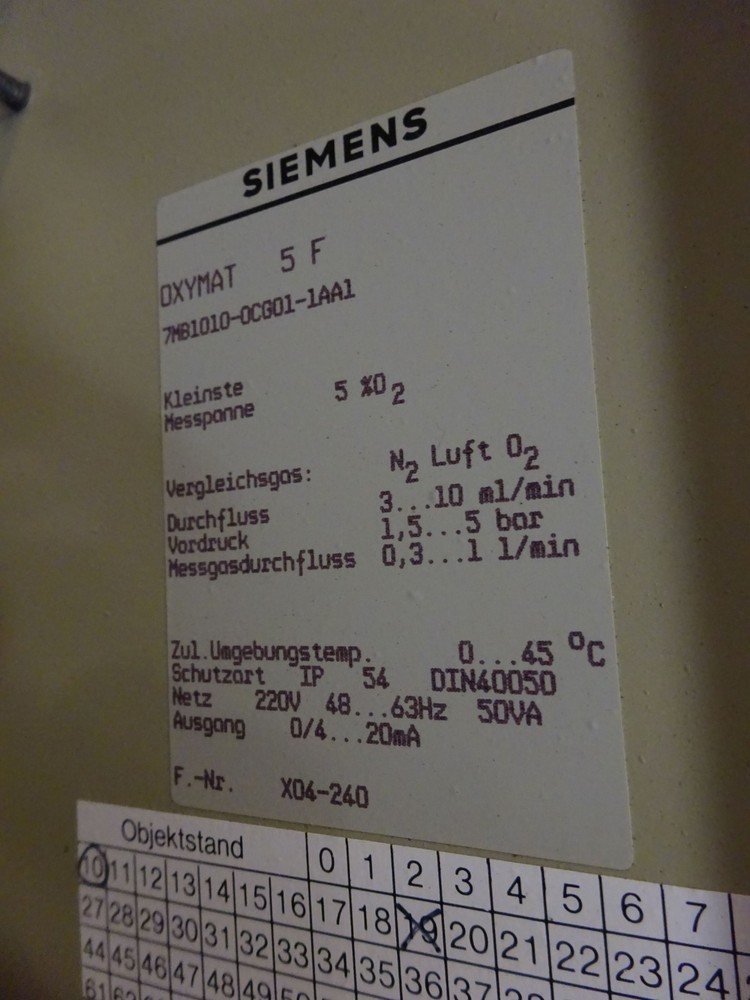 SIEMENS
OXYMAT 5 F
7MB1010-0CG01-1AA1
Kleinste 5 %O2
Messpanne
Vergleichsgas: N2 Luft O2
Durchfluss 3...10 ml/min
Vordruck 1,5...5 bar
Messgasdurchfluss 0,3...1 l/min
Zul.Umgebungstemp. 0...45 °C
Schutzart IP 54 DIN40050
Netz 220V 48...63Hz 50VA
Ausgang 0/4...20mA
F.-Nr. X04-240
Objektstand 0 1 2 3 4 5 6 7
10 11 12 13 14 15 16 17 18 19 20 21 22 23 24
27 28 29 30 31 32 33 34 35 36 37
44 45 46 47 48 49
61